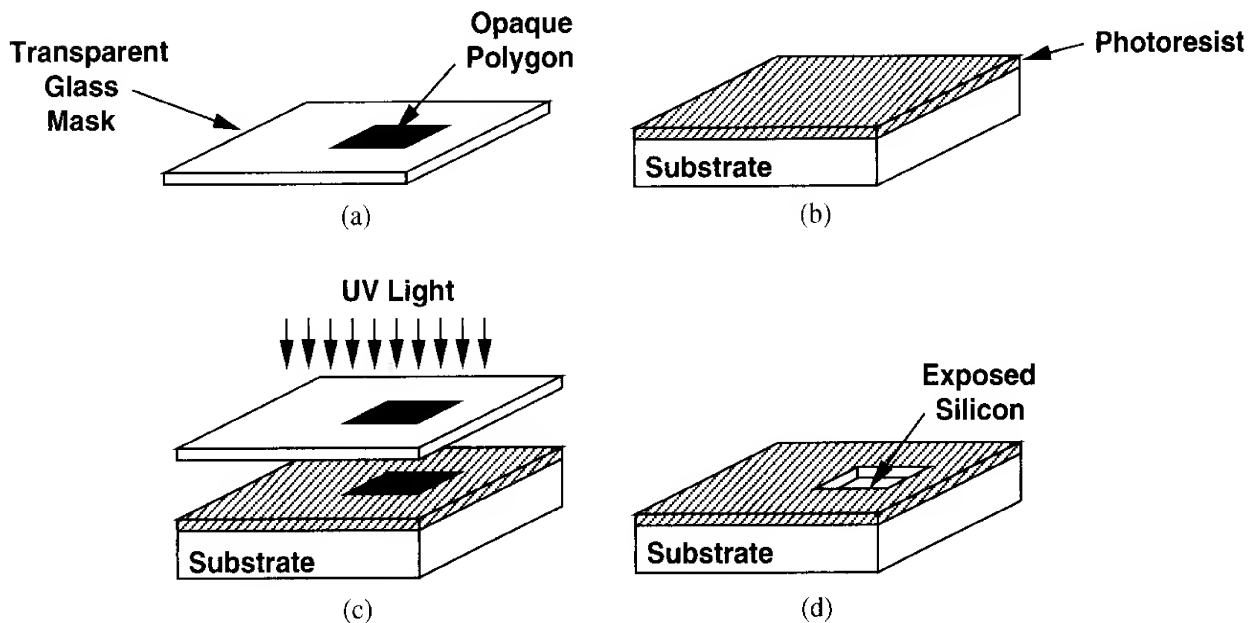 Transparent
Glass
Mask
Opaque
Polygon
(a)
Photoresist
Substrate
(b)
UV Light
Substrate
(c)
Exposed
Silicon
Substrate
(d)